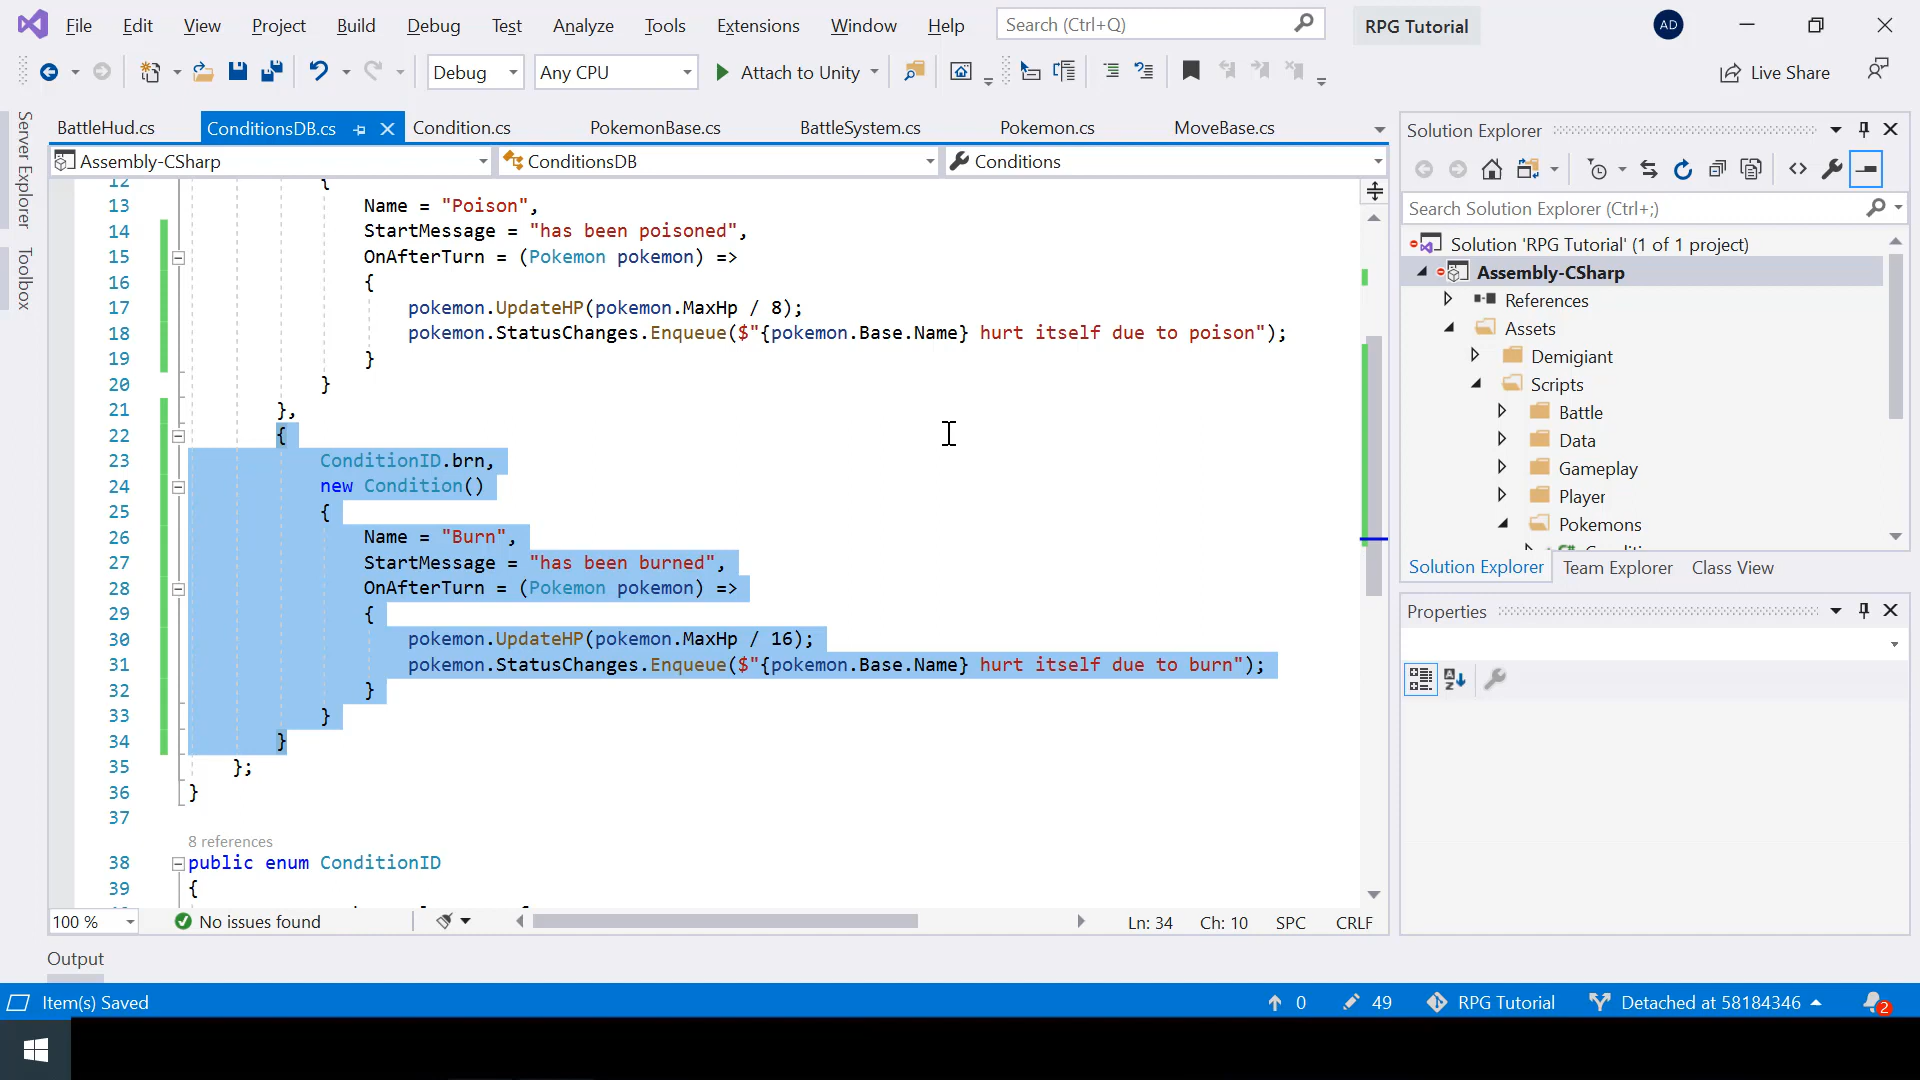 File Edit View Project Build Debug Test Analyze Tools Extensions Window Help Search (Ctrl+Q) RPG Tutorial AD
Debug Any CPU Attach to Unity Live Share
Server Explorer
Toolbox
BattleHud.cs ConditionsDB.cs Condition.cs PokemonBase.cs BattleSystem.cs Pokemon.cs MoveBase.cs
Assembly-CSharp ConditionsDB Conditions
12 {
13 Name = "Poison",
14 StartMessage = "has been poisoned",
15 OnAfterTurn = (Pokemon pokemon) =>
16 {
17 pokemon.UpdateHP(pokemon.MaxHp / 8);
18 pokemon.StatusChanges.Enqueue($"{pokemon.Base.Name} hurt itself due to poison");
19 }
20 }
21 },
22 {
23 ConditionID.brn,
24 new Condition()
25 {
26 Name = "Burn",
27 StartMessage = "has been burned",
28 OnAfterTurn = (Pokemon pokemon) =>
29 {
30 pokemon.UpdateHP(pokemon.MaxHp / 16);
31 pokemon.StatusChanges.Enqueue($"{pokemon.Base.Name} hurt itself due to burn");
32 }
33 }
34 }
35 };
36 }
37
8 references
38 public enum ConditionID
39 {
100 % No issues found Ln: 34 Ch: 10 SPC CRLF
Output
Item(s) Saved 0 49 RPG Tutorial Detached at 58184346 2
Solution Explorer
Search Solution Explorer (Ctrl+;)
Solution 'RPG Tutorial' (1 of 1 project)
Assembly-CSharp
References
Assets
Demigiant
Scripts
Battle
Data
Gameplay
Player
Pokemons
Solution Explorer Team Explorer Class View
Properties